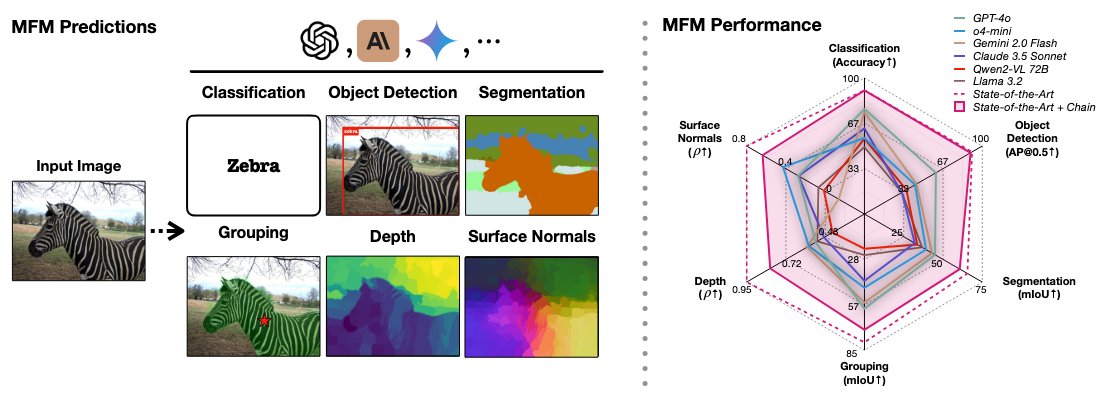 MFM Predictions
, AI , , ...
Classification
Object Detection
Segmentation
Input Image
Zebra
zebra
Grouping
Depth
Surface Normals
MFM Performance
GPT-4o
o4-mini
Gemini 2.0 Flash
Claude 3.5 Sonnet
Qwen2-VL 72B
Llama 3.2
State-of-the-Art
State-of-the-Art + Chain
Classification
(Accuracy↑)
100
67
33
Object
Detection
(AP@0.5↑)
100
67
33
Segmentation
(mIoU↑)
75
50
25
Grouping
(mIoU↑)
85
57
28
Depth
(ρ↑)
0.95
0.72
0.48
Surface
Normals
(ρ↑)
0.8
0.4
0